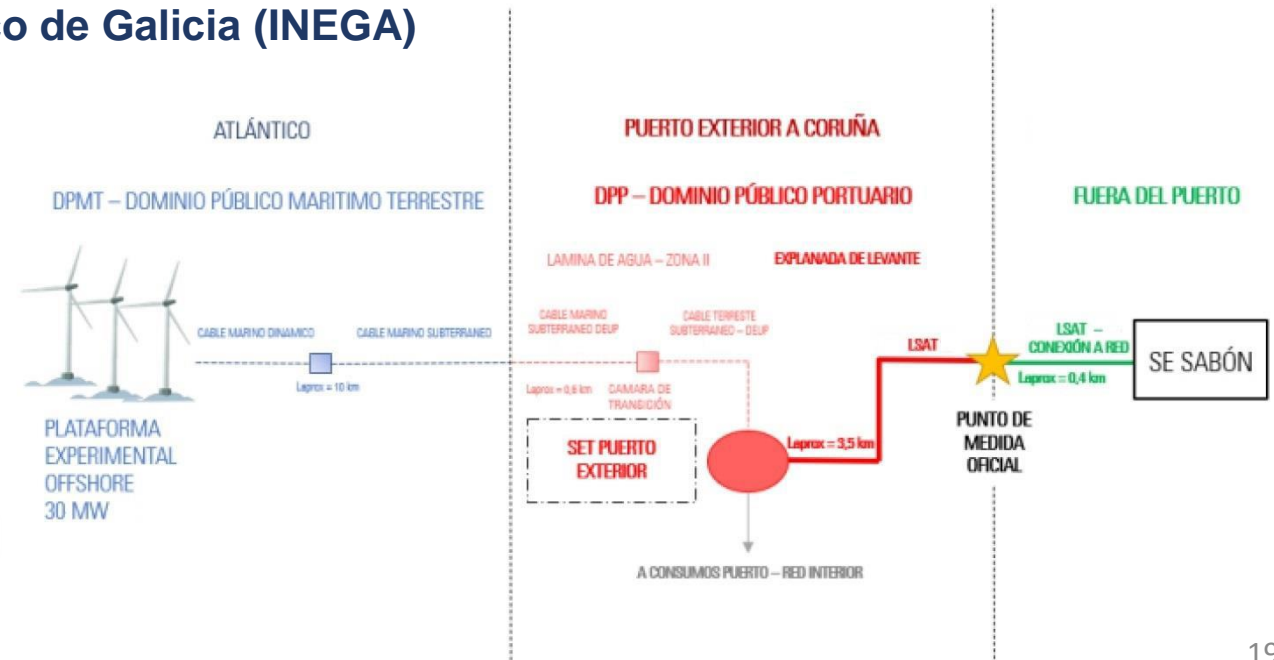 o de Galicia (INEGA)
ATLÁNTICO
DPMT – DOMINIO PÚBLICO MARITIMO TERRESTRE
CABLE MARINO DINAMICO
CABLE MARINO SUBTERRANEO
Laprox = 10 km
PLATAFORMA
EXPERIMENTAL
OFFSHORE
30 MW
PUERTO EXTERIOR A CORUÑA
DPP – DOMINIO PÚBLICO PORTUARIO
LAMINA DE AGUA – ZONA II
EXPLANADA DE LEVANTE
CABLE MARINO
SUBTERRANEO DEUP
CABLE TERRESTE
SUBTERRANEO – DEUP
Laprox = 0,6 km
CAMARA DE
TRANSICIÓN
SET PUERTO
EXTERIOR
Laprox = 3,5 km
LSAT
A CONSUMOS PUERTO – RED INTERIOR
FUERA DEL PUERTO
LSAT –
CONEXIÓN A RED
Laprox = 0,4 km
SE SABÓN
PUNTO DE
MEDIDA
OFICIAL